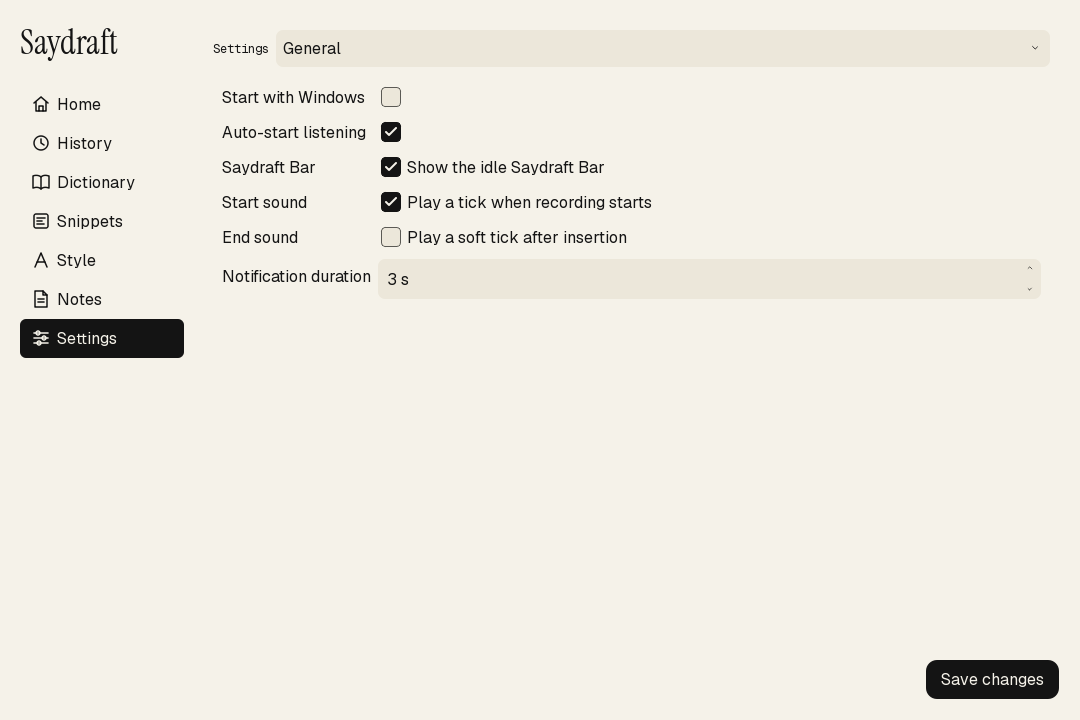 Saydraft
Home
History
Dictionary
Snippets
Style
Notes
Settings
Settings General
Start with Windows
Auto-start listening
Saydraft Bar Show the idle Saydraft Bar
Start sound Play a tick when recording starts
End sound Play a soft tick after insertion
Notification duration 3 s
Save changes